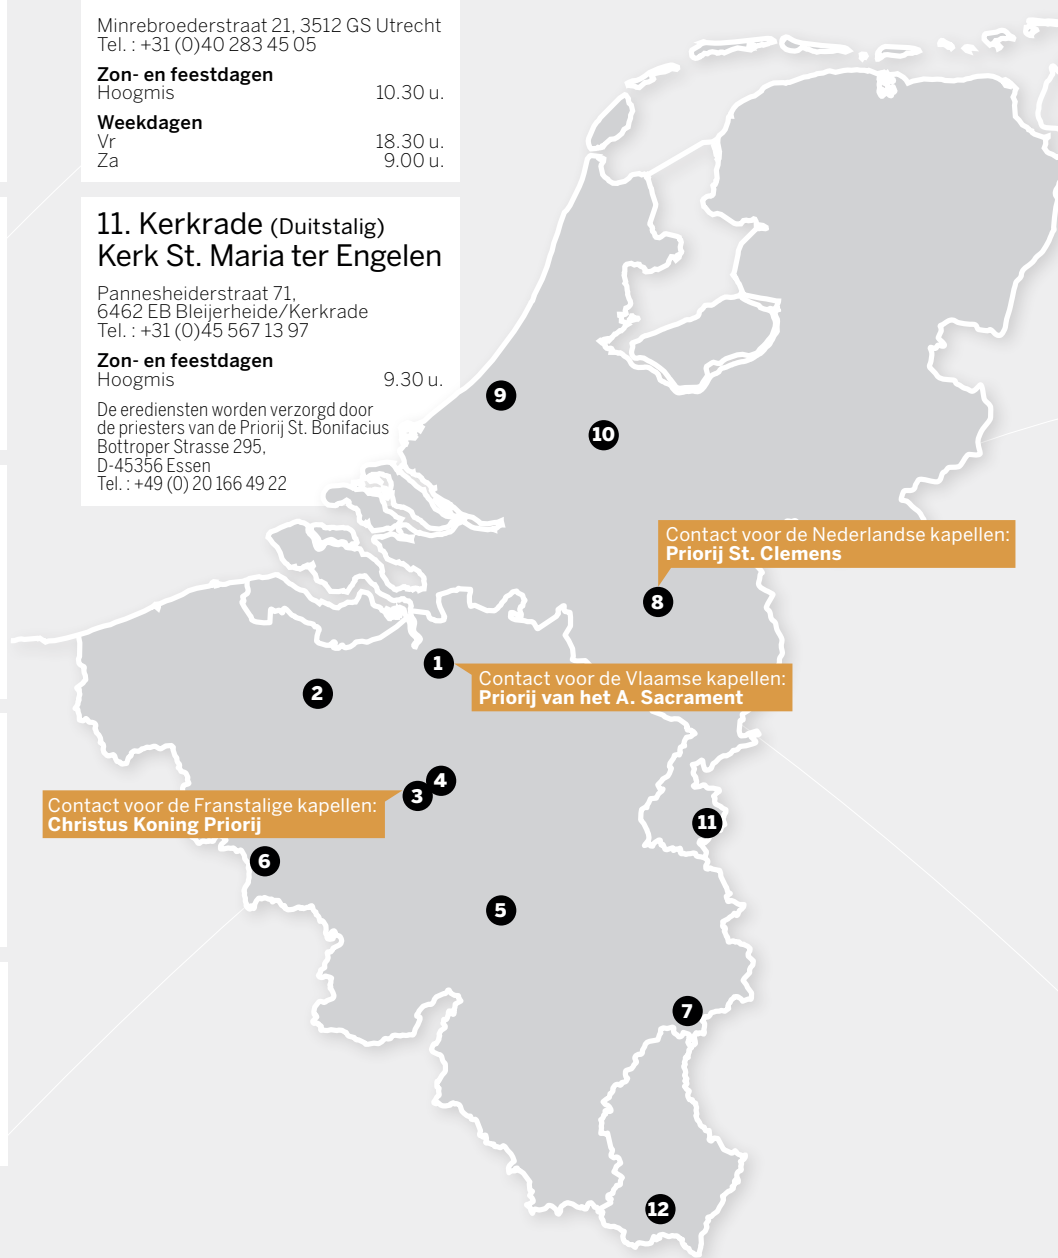 Minrebroederstraat 21, 3512 GS Utrecht
Tel. : +31 (0)40 283 45 05
Zon- en feestdagen
Hoogmis 10.30 u.
Weekdagen
Vr 18.30 u.
Za 9.00 u.
11. Kerkrade (Duitstalig)
Kerk St. Maria ter Engelen
Pannesheiderstraat 71,
6462 EB Bleijerheide/Kerkrade
Tel. : +31 (0)45 567 13 97
Zon- en feestdagen
Hoogmis 9.30 u.
De erediensten worden verzorgd door
de priesters van de Priorij St. Bonifacius
Bottroper Strasse 295,
D-45356 Essen
Tel. : +49 (0) 20 166 49 22
9
10
Contact voor de Nederlandse kapellen:
Priorij St. Clemens
8
1
Contact voor de Vlaamse kapellen:
Priorij van het A. Sacrament
2
4
3
Contact voor de Franstalige kapellen:
Christus Koning Priorij
11
6
5
7
12